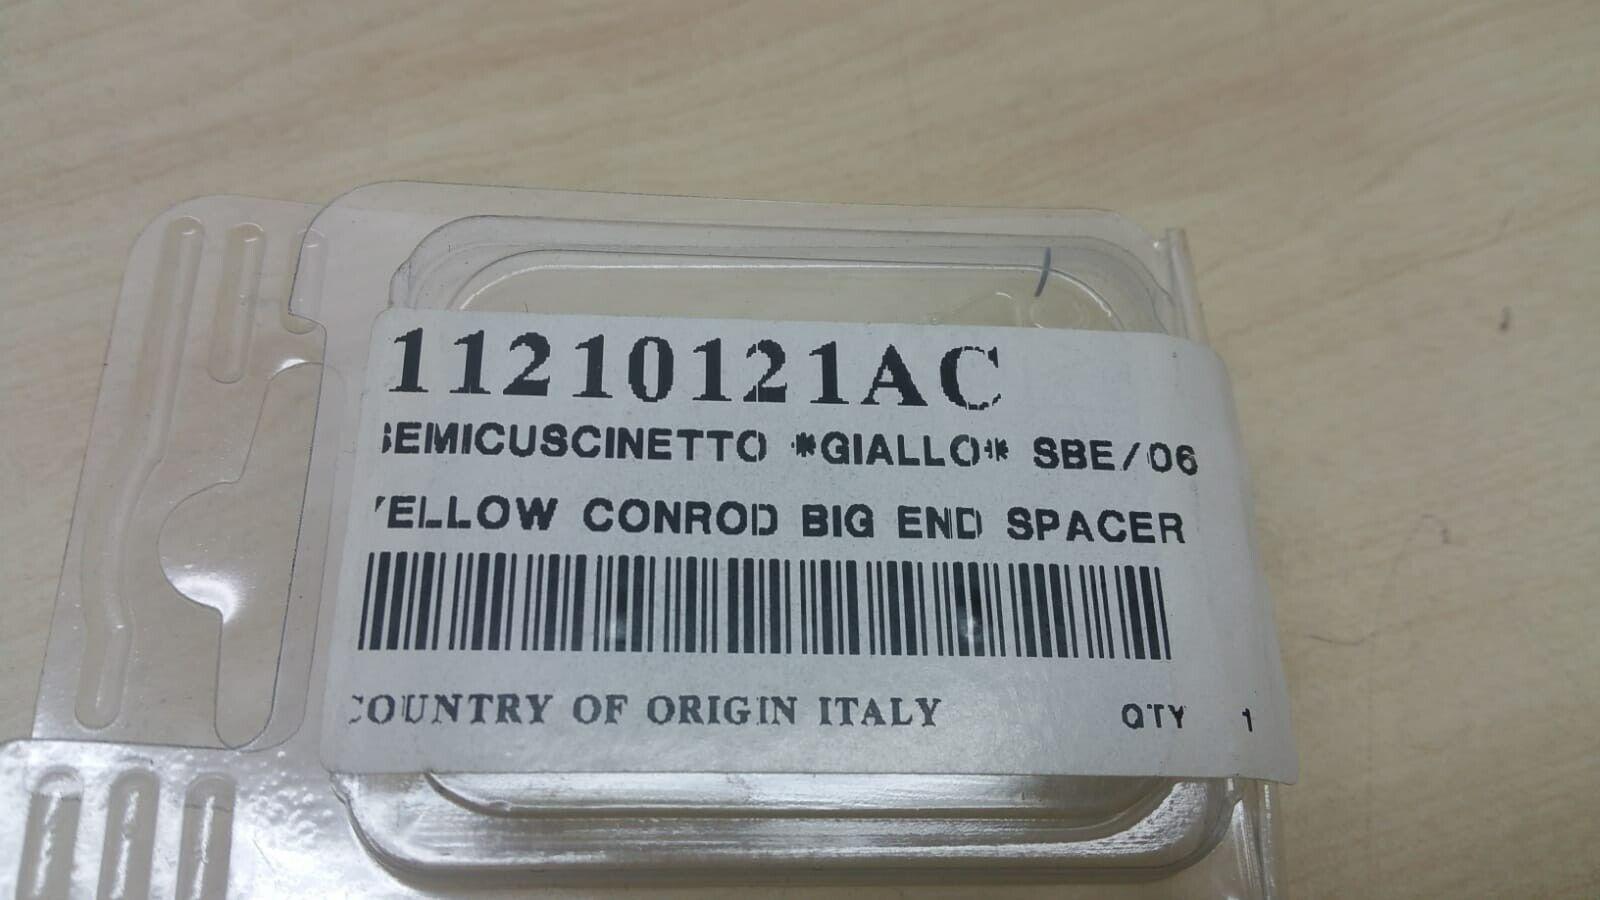 11210121AC
SEMICUSCINETTO *GIALLO* SBE/06
YELLOW CONROD BIG END SPACER
COUNTRY OF ORIGIN ITALY QTY 1